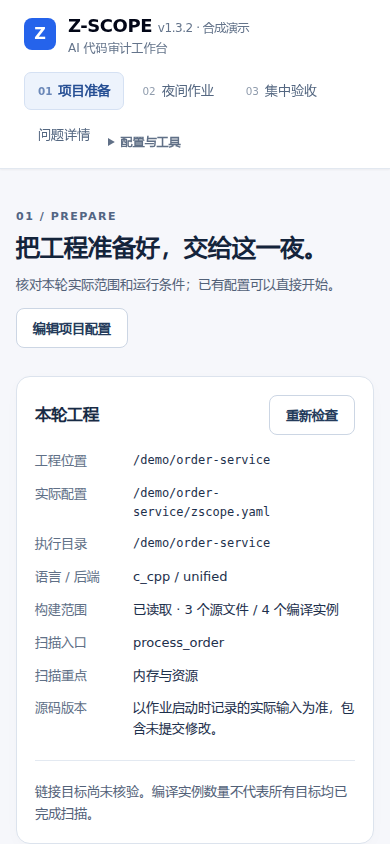 Z
Z-SCOPE v1.3.2 · 合成演示
AI 代码审计工作台
01 项目准备
02 夜间作业
03 集中验收
问题详情
▶ 配置与工具
01 / PREPARE
把工程准备好，交给这一夜。
核对本轮实际范围和运行条件；已有配置可以直接开始。
编辑项目配置
本轮工程
重新检查
工程位置 /demo/order-service
实际配置 /demo/order-
service/zscope.yaml
执行目录 /demo/order-service
语言 / 后端 c_cpp / unified
构建范围 已读取 · 3 个源文件 / 4 个编译实例
扫描入口 process_order
扫描重点 内存与资源
源码版本 以作业启动时记录的实际输入为准，包
含未提交修改。
链接目标尚未核验。编译实例数量不代表所有目标均已
完成扫描。